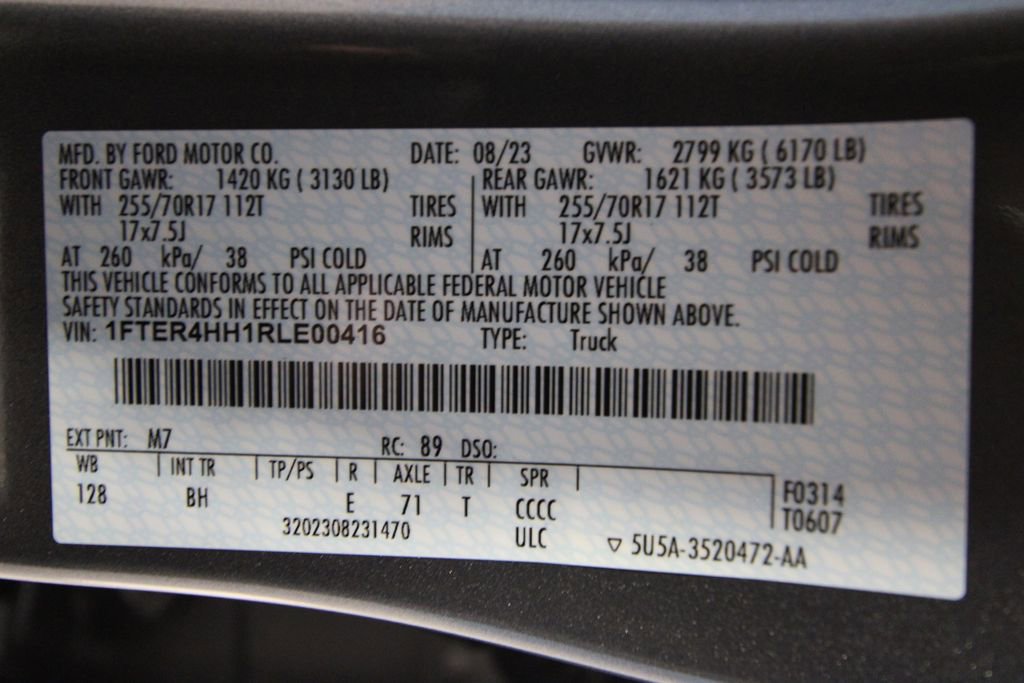 MFD. BY FORD MOTOR CO. DATE: 08/23 GVWR: 2799 KG ( 6170 LB)
FRONT GAWR: 1420 KG ( 3130 LB) REAR GAWR: 1621 KG ( 3573 LB)
WITH 255/70R17 112T TIRES WITH 255/70R17 112T TIRES
17x7.5J RIMS 17x7.5J RIMS
AT 260 kPa/ 38 PSI COLD AT 260 kPa/ 38 PSI COLD
THIS VEHICLE CONFORMS TO ALL APPLICABLE FEDERAL MOTOR VEHICLE
SAFETY STANDARDS IN EFFECT ON THE DATE OF MANUFACTURE SHOWN ABOVE.
VIN: 1FTER4HH1RLE00416 TYPE: Truck
EXT PNT: M7 RC: 89 DSO:
WB INT TR TP/PS R AXLE TR SPR
128 BH E 71 T CCCC F0314
3202308231470 ULC T0607
▽ 5U5A-3520472-AA